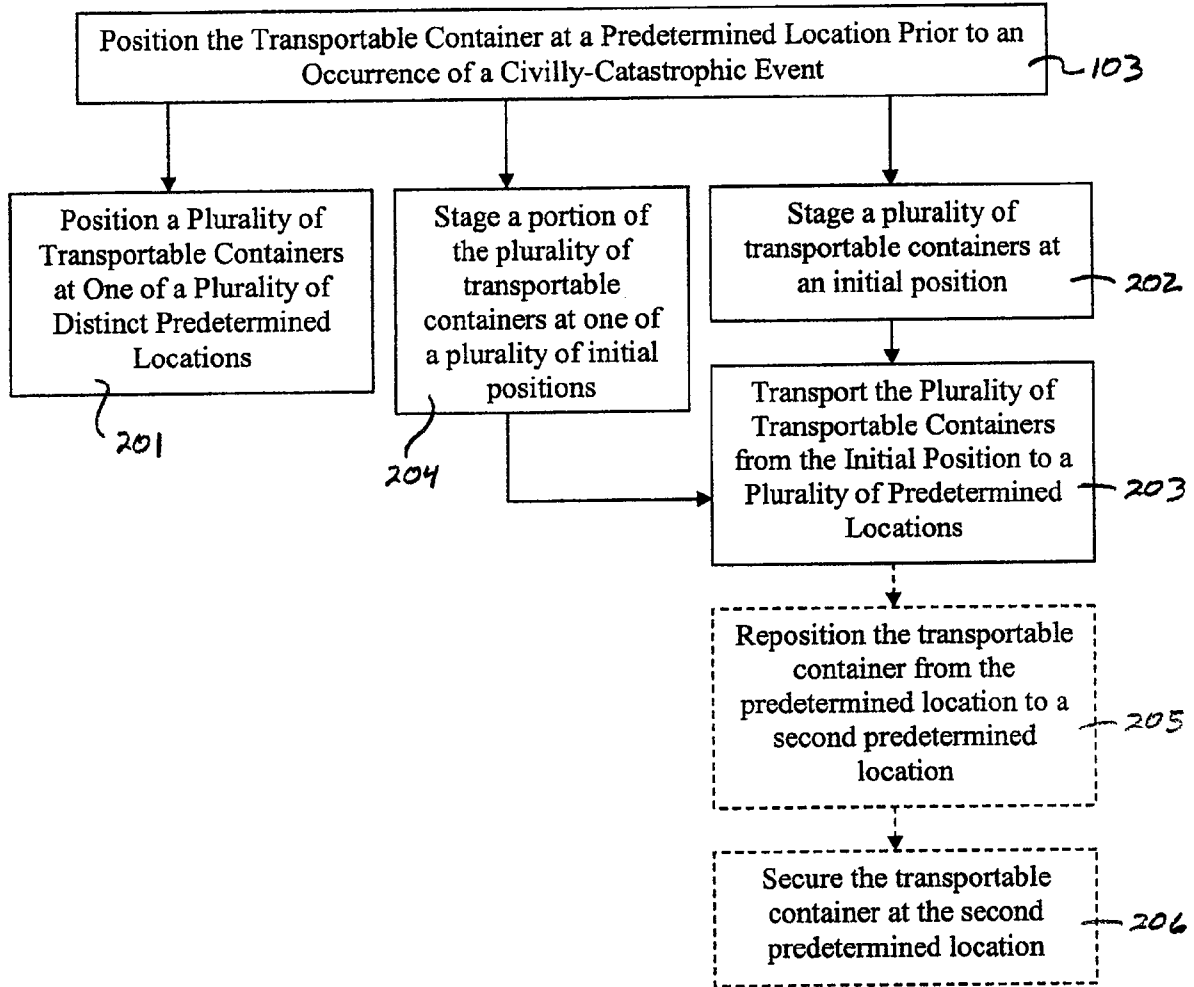 Position the Transportable Container at a Predetermined Location Prior to an
Occurrence of a Civilly-Catastrophic Event
103
Position a Plurality of
Transportable Containers
at One of a Plurality of
Distinct Predetermined
Locations
201
Stage a portion of
the plurality of
transportable
containers at one of
a plurality of initial
positions
204
Stage a plurality of
transportable containers at
an initial position
202
Transport the Plurality of
Transportable Containers
from the Initial Position to a
Plurality of Predetermined
Locations
203
Reposition the transportable
container from the
predetermined location to a
second predetermined
location
205
Secure the transportable
container at the second
predetermined location
206